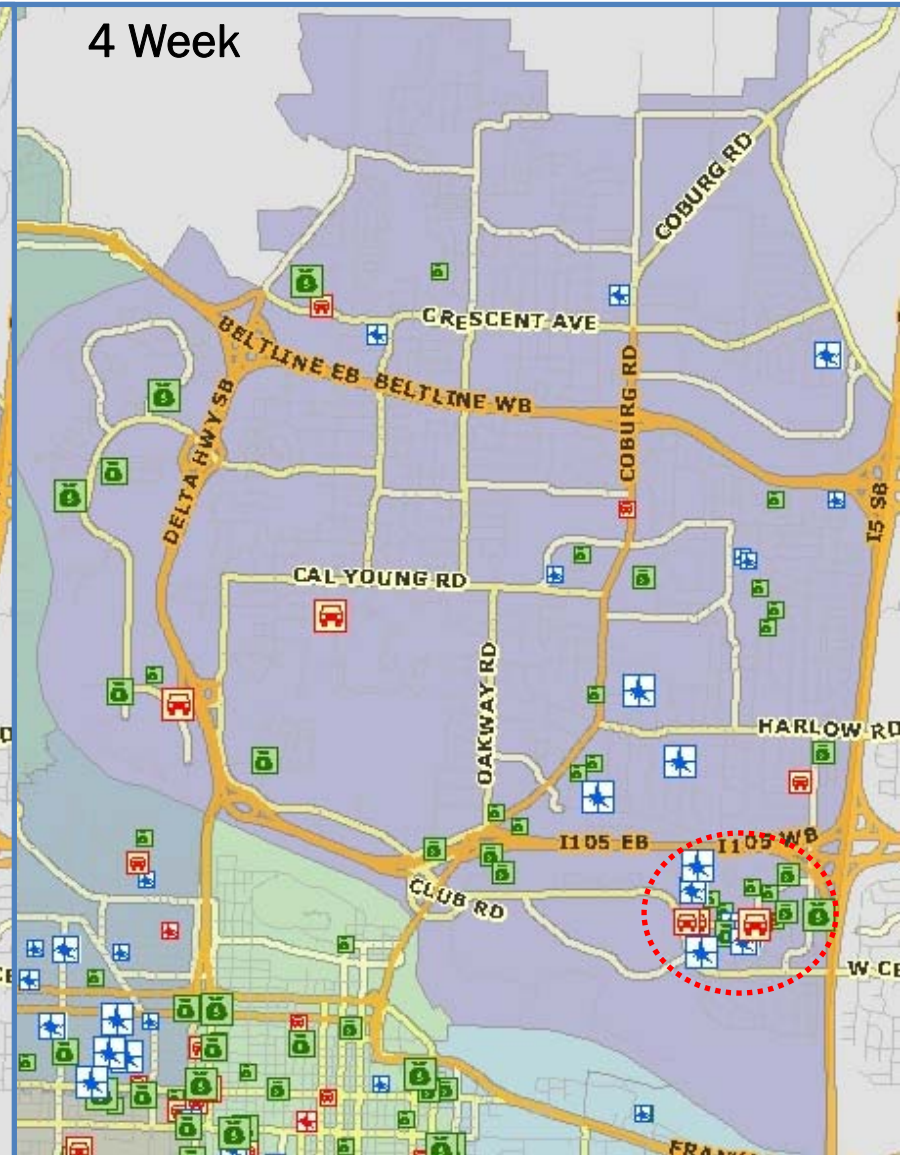 4 Week
COBURG RD
CRESCENT AVE
BELTLINE EB
BELTLINE WB
COBURG RD
DELTA HWY SB
I5 SB
CAL YOUNG RD
OAKWAY RD
HARLOW RD
I105 EB
I105 WB
CLUB RD